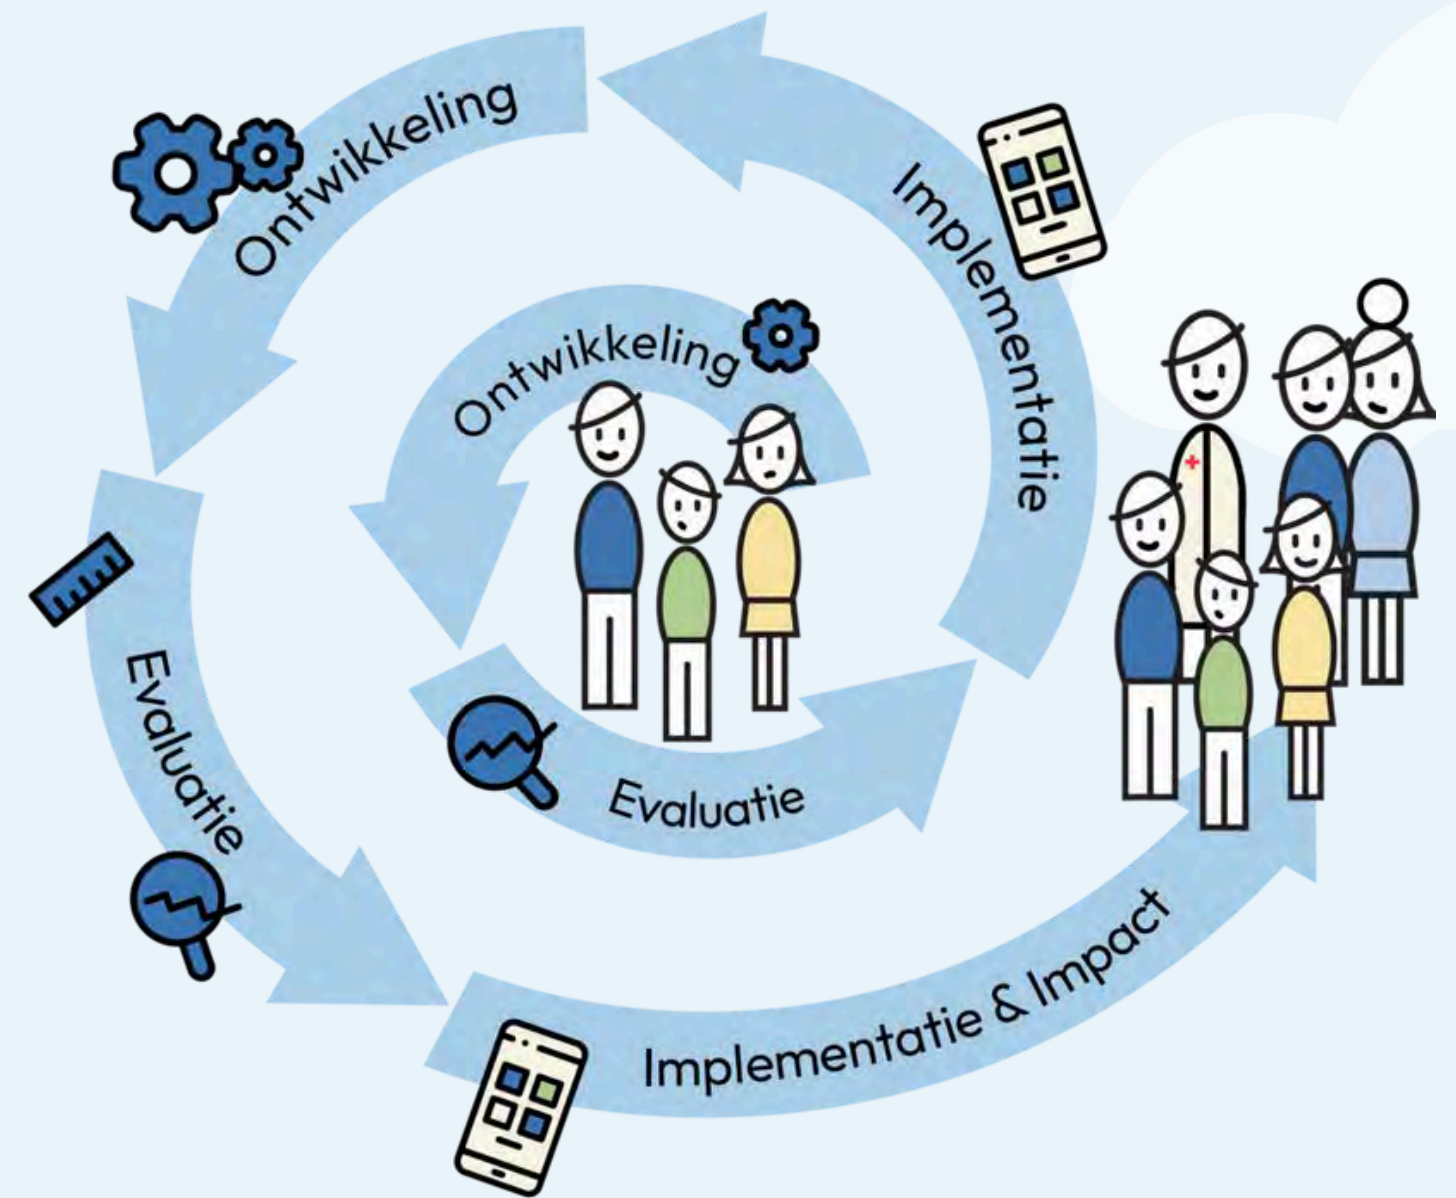 Ontwikkeling
Evaluatie
Implementatie
Ontwikkeling
Evaluatie
Implementatie & Impact